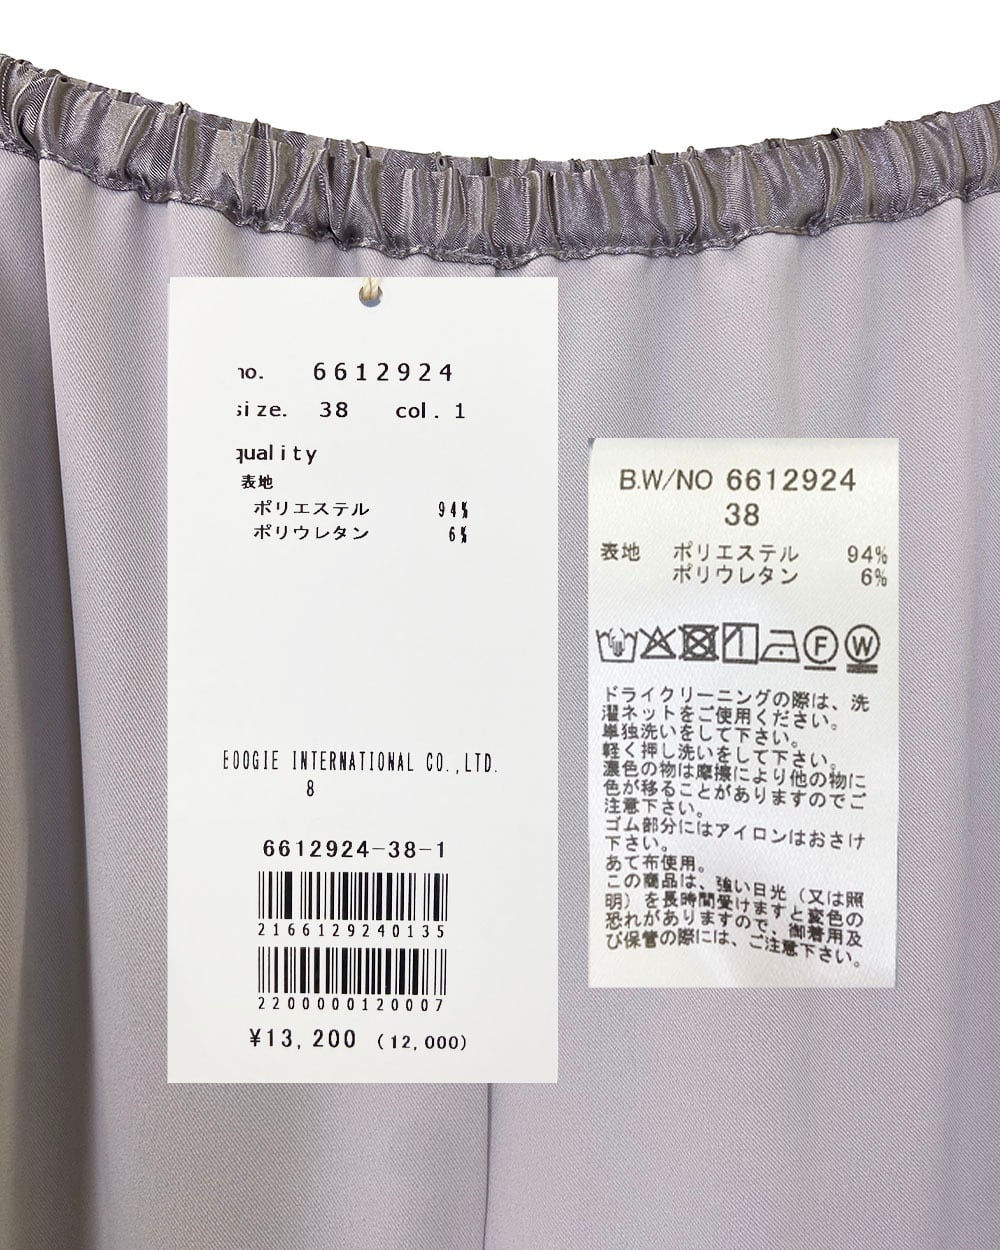 no. 6612924
size. 38 col. 1
quality
表地
ポリエステル 94%
ポリウレタン 6%
EOOGIE INTERNATIONAL CO.,LTD.
8
6612924-38-1
2166129240135
2200000120007
¥13,200 (12,000)
B.W/NO 6612924
38
表地 ポリエステル 94%
ポリウレタン 6%
F W
ドライクリーニングの際は、洗
濯ネットをご使用ください。
単独洗いをして下さい。
軽く押し洗いをして下さい。
濃色の物は摩擦により他の物に
色が移ることがありますのでご
注意下さい。
ゴム部分にはアイロンはおさけ
下さい。
あて布使用。
この商品は、強い日光（又は照
明）を長時間受けますと変色の
恐れがありますので、御着用及
び保管の際には、ご注意下さい。